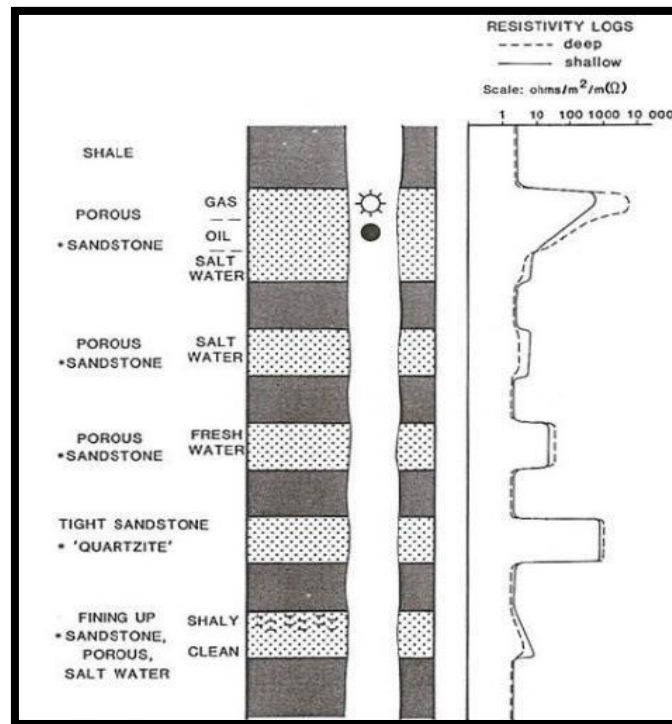 RESISTIVITY LOGS
deep
shallow
Scale: ohms/m²/m(Ω)
1 10 100 1000 10 000
SHALE
GAS
POROUS
*SANDSTONE
OIL
SALT
WATER
POROUS
*SANDSTONE
SALT
WATER
POROUS
*SANDSTONE
FRESH
WATER
TIGHT SANDSTONE
* 'QUARTZITE'
FINING UP
*SANDSTONE,
POROUS,
SALT WATER
SHALY
CLEAN